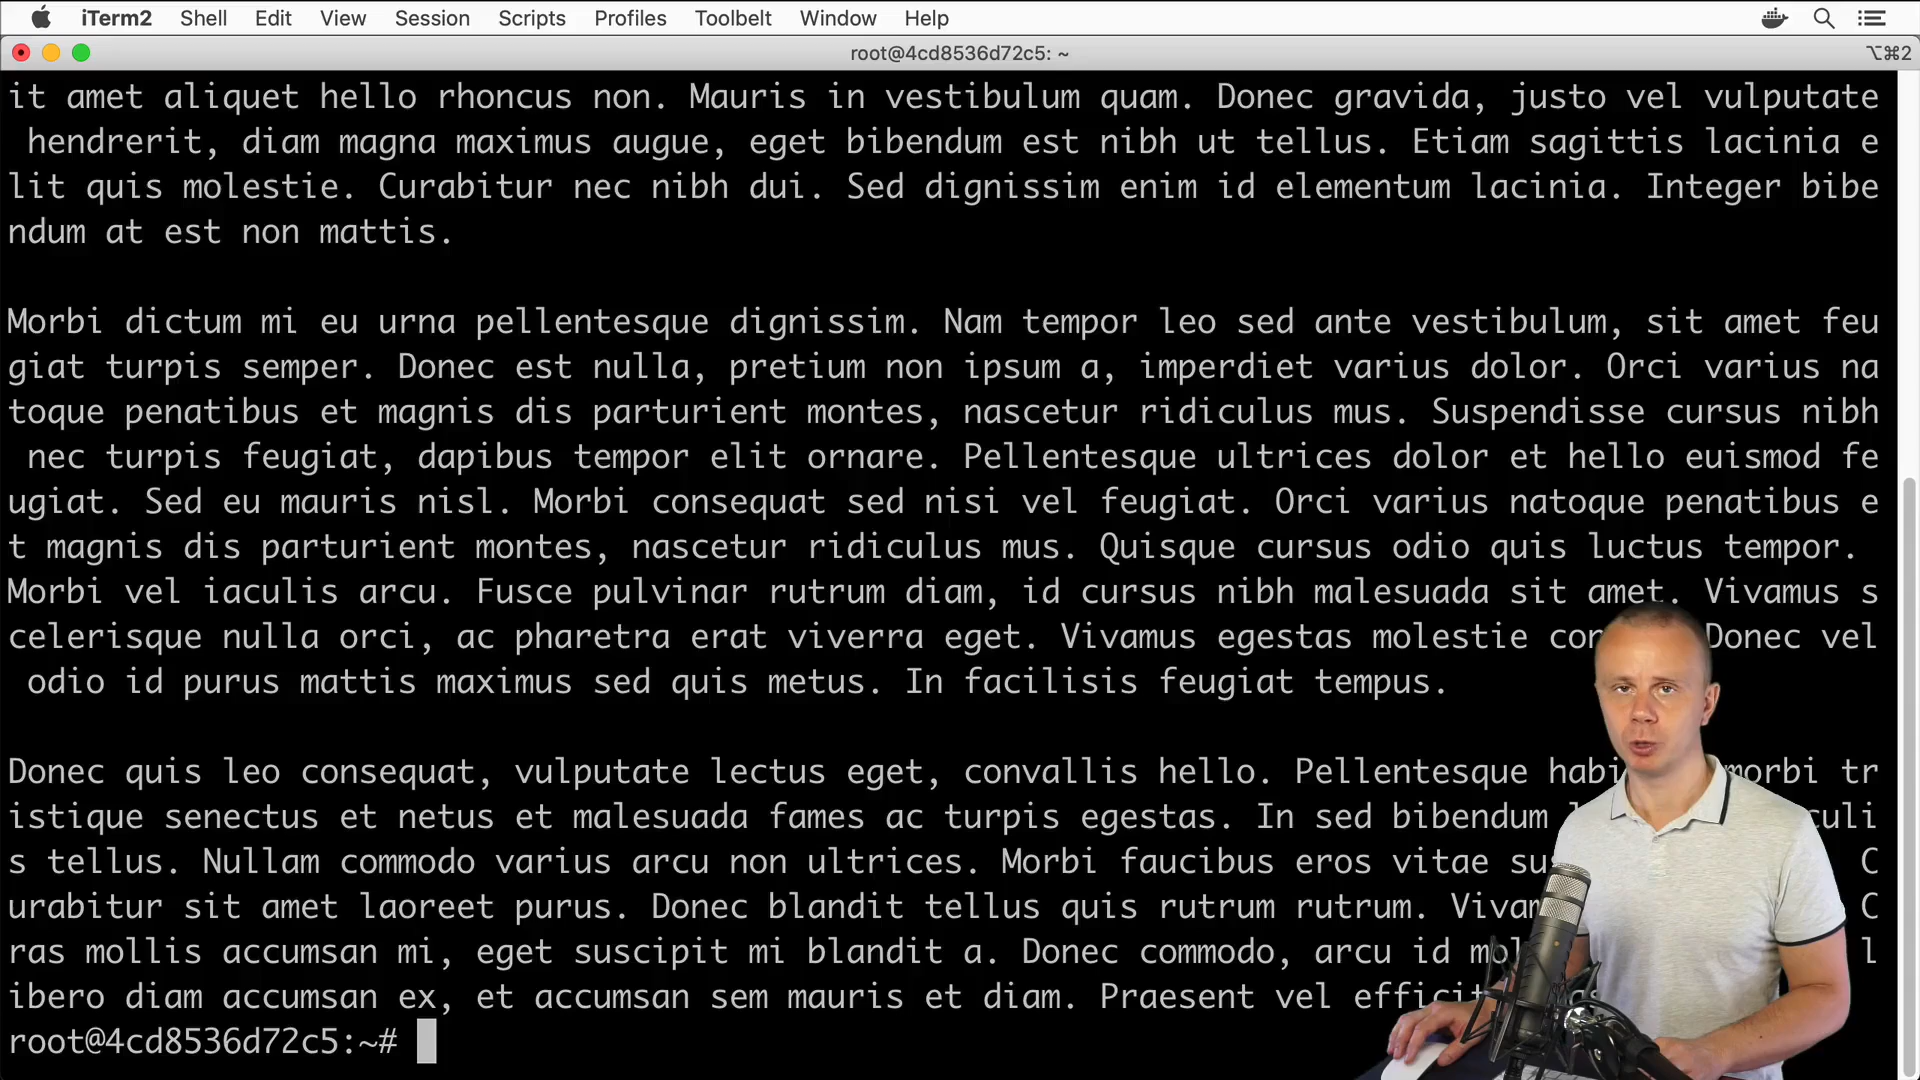 iTerm2 Shell Edit View Session Scripts Profiles Toolbelt Window Help
root@4cd8536d72c5: ~ ⌥⌘2
it amet aliquet hello rhoncus non. Mauris in vestibulum quam. Donec gravida, justo vel vulputate
hendrerit, diam magna maximus augue, eget bibendum est nibh ut tellus. Etiam sagittis lacinia e
lit quis molestie. Curabitur nec nibh dui. Sed dignissim enim id elementum lacinia. Integer bibe
ndum at est non mattis.
Morbi dictum mi eu urna pellentesque dignissim. Nam tempor leo sed ante vestibulum, sit amet feu
giat turpis semper. Donec est nulla, pretium non ipsum a, imperdiet varius dolor. Orci varius na
toque penatibus et magnis dis parturient montes, nascetur ridiculus mus. Suspendisse cursus nibh
nec turpis feugiat, dapibus tempor elit ornare. Pellentesque ultrices dolor et hello euismod fe
ugiat. Sed eu mauris nisl. Morbi consequat sed nisi vel feugiat. Orci varius natoque penatibus e
t magnis dis parturient montes, nascetur ridiculus mus. Quisque cursus odio quis luctus tempor.
Morbi vel iaculis arcu. Fusce pulvinar rutrum diam, id cursus nibh malesuada sit amet. Vivamus s
celerisque nulla orci, ac pharetra erat viverra eget. Vivamus egestas molestie con Donec vel
odio id purus mattis maximus sed quis metus. In facilisis feugiat tempus.
Donec quis leo consequat, vulputate lectus eget, convallis hello. Pellentesque habi morbi tr
istique senectus et netus et malesuada fames ac turpis egestas. In sed bibendum culi
s tellus. Nullam commodo varius arcu non ultrices. Morbi faucibus eros vitae su C
urabitur sit amet laoreet purus. Donec blandit tellus quis rutrum rutrum. Vivam C
ras mollis accumsan mi, eget suscipit mi blandit a. Donec commodo, arcu id mol l
ibero diam accumsan ex, et accumsan sem mauris et diam. Praesent vel efficit
root@4cd8536d72c5:~#